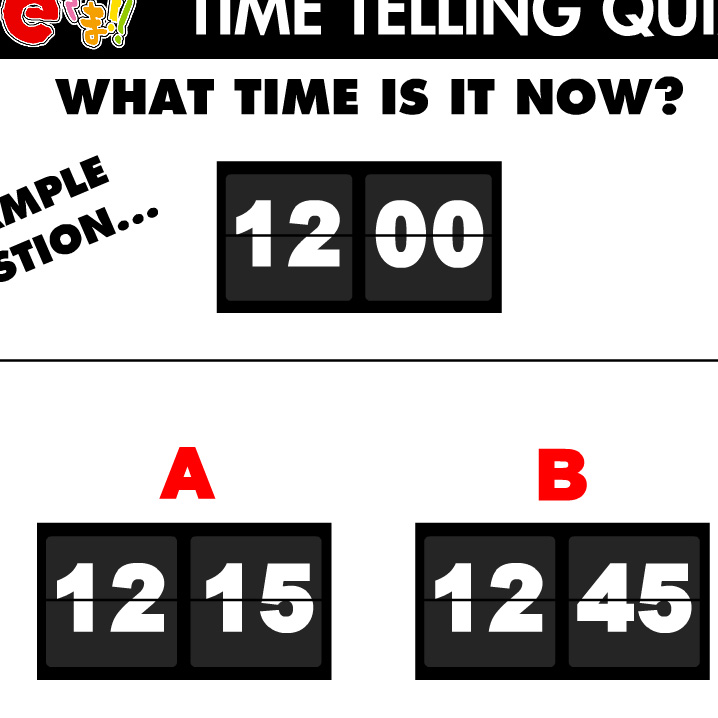 TIME TELLING QUI
WHAT TIME IS IT NOW?
MPLE
STION...
12 00
A B
12 15 12 45